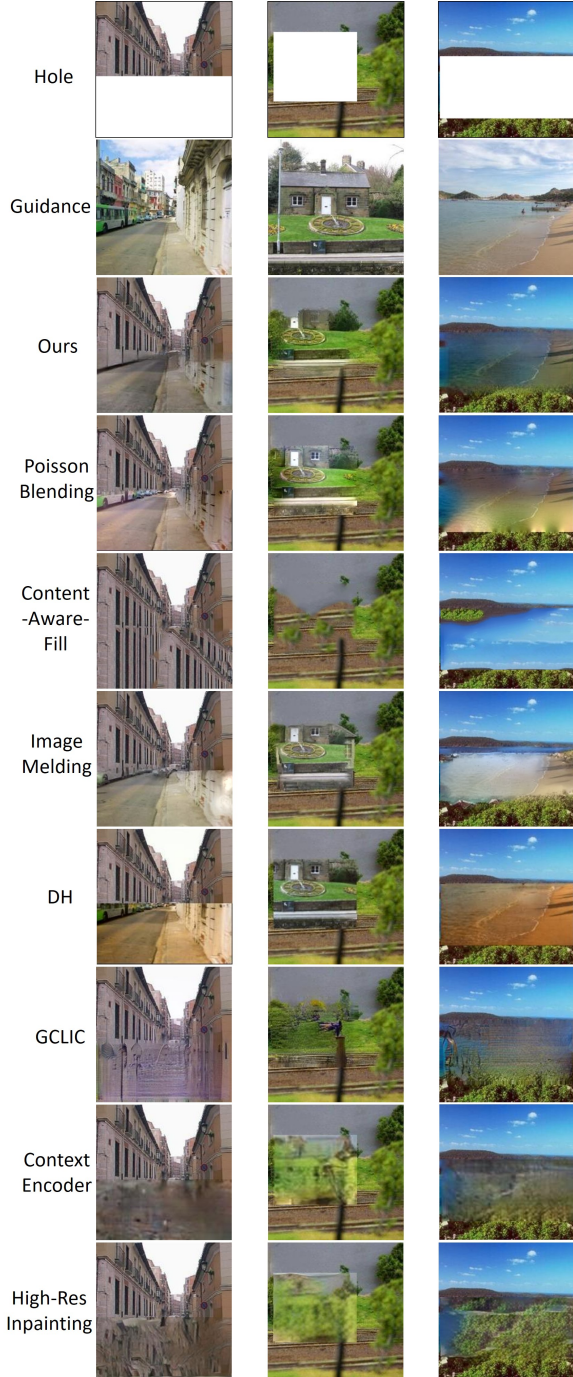 Hole
Guidance
Ours
Poisson
Blending
Content
-Aware-
Fill
Image
Melding
DH
GCLIC
Context
Encoder
High-Res
Inpainting